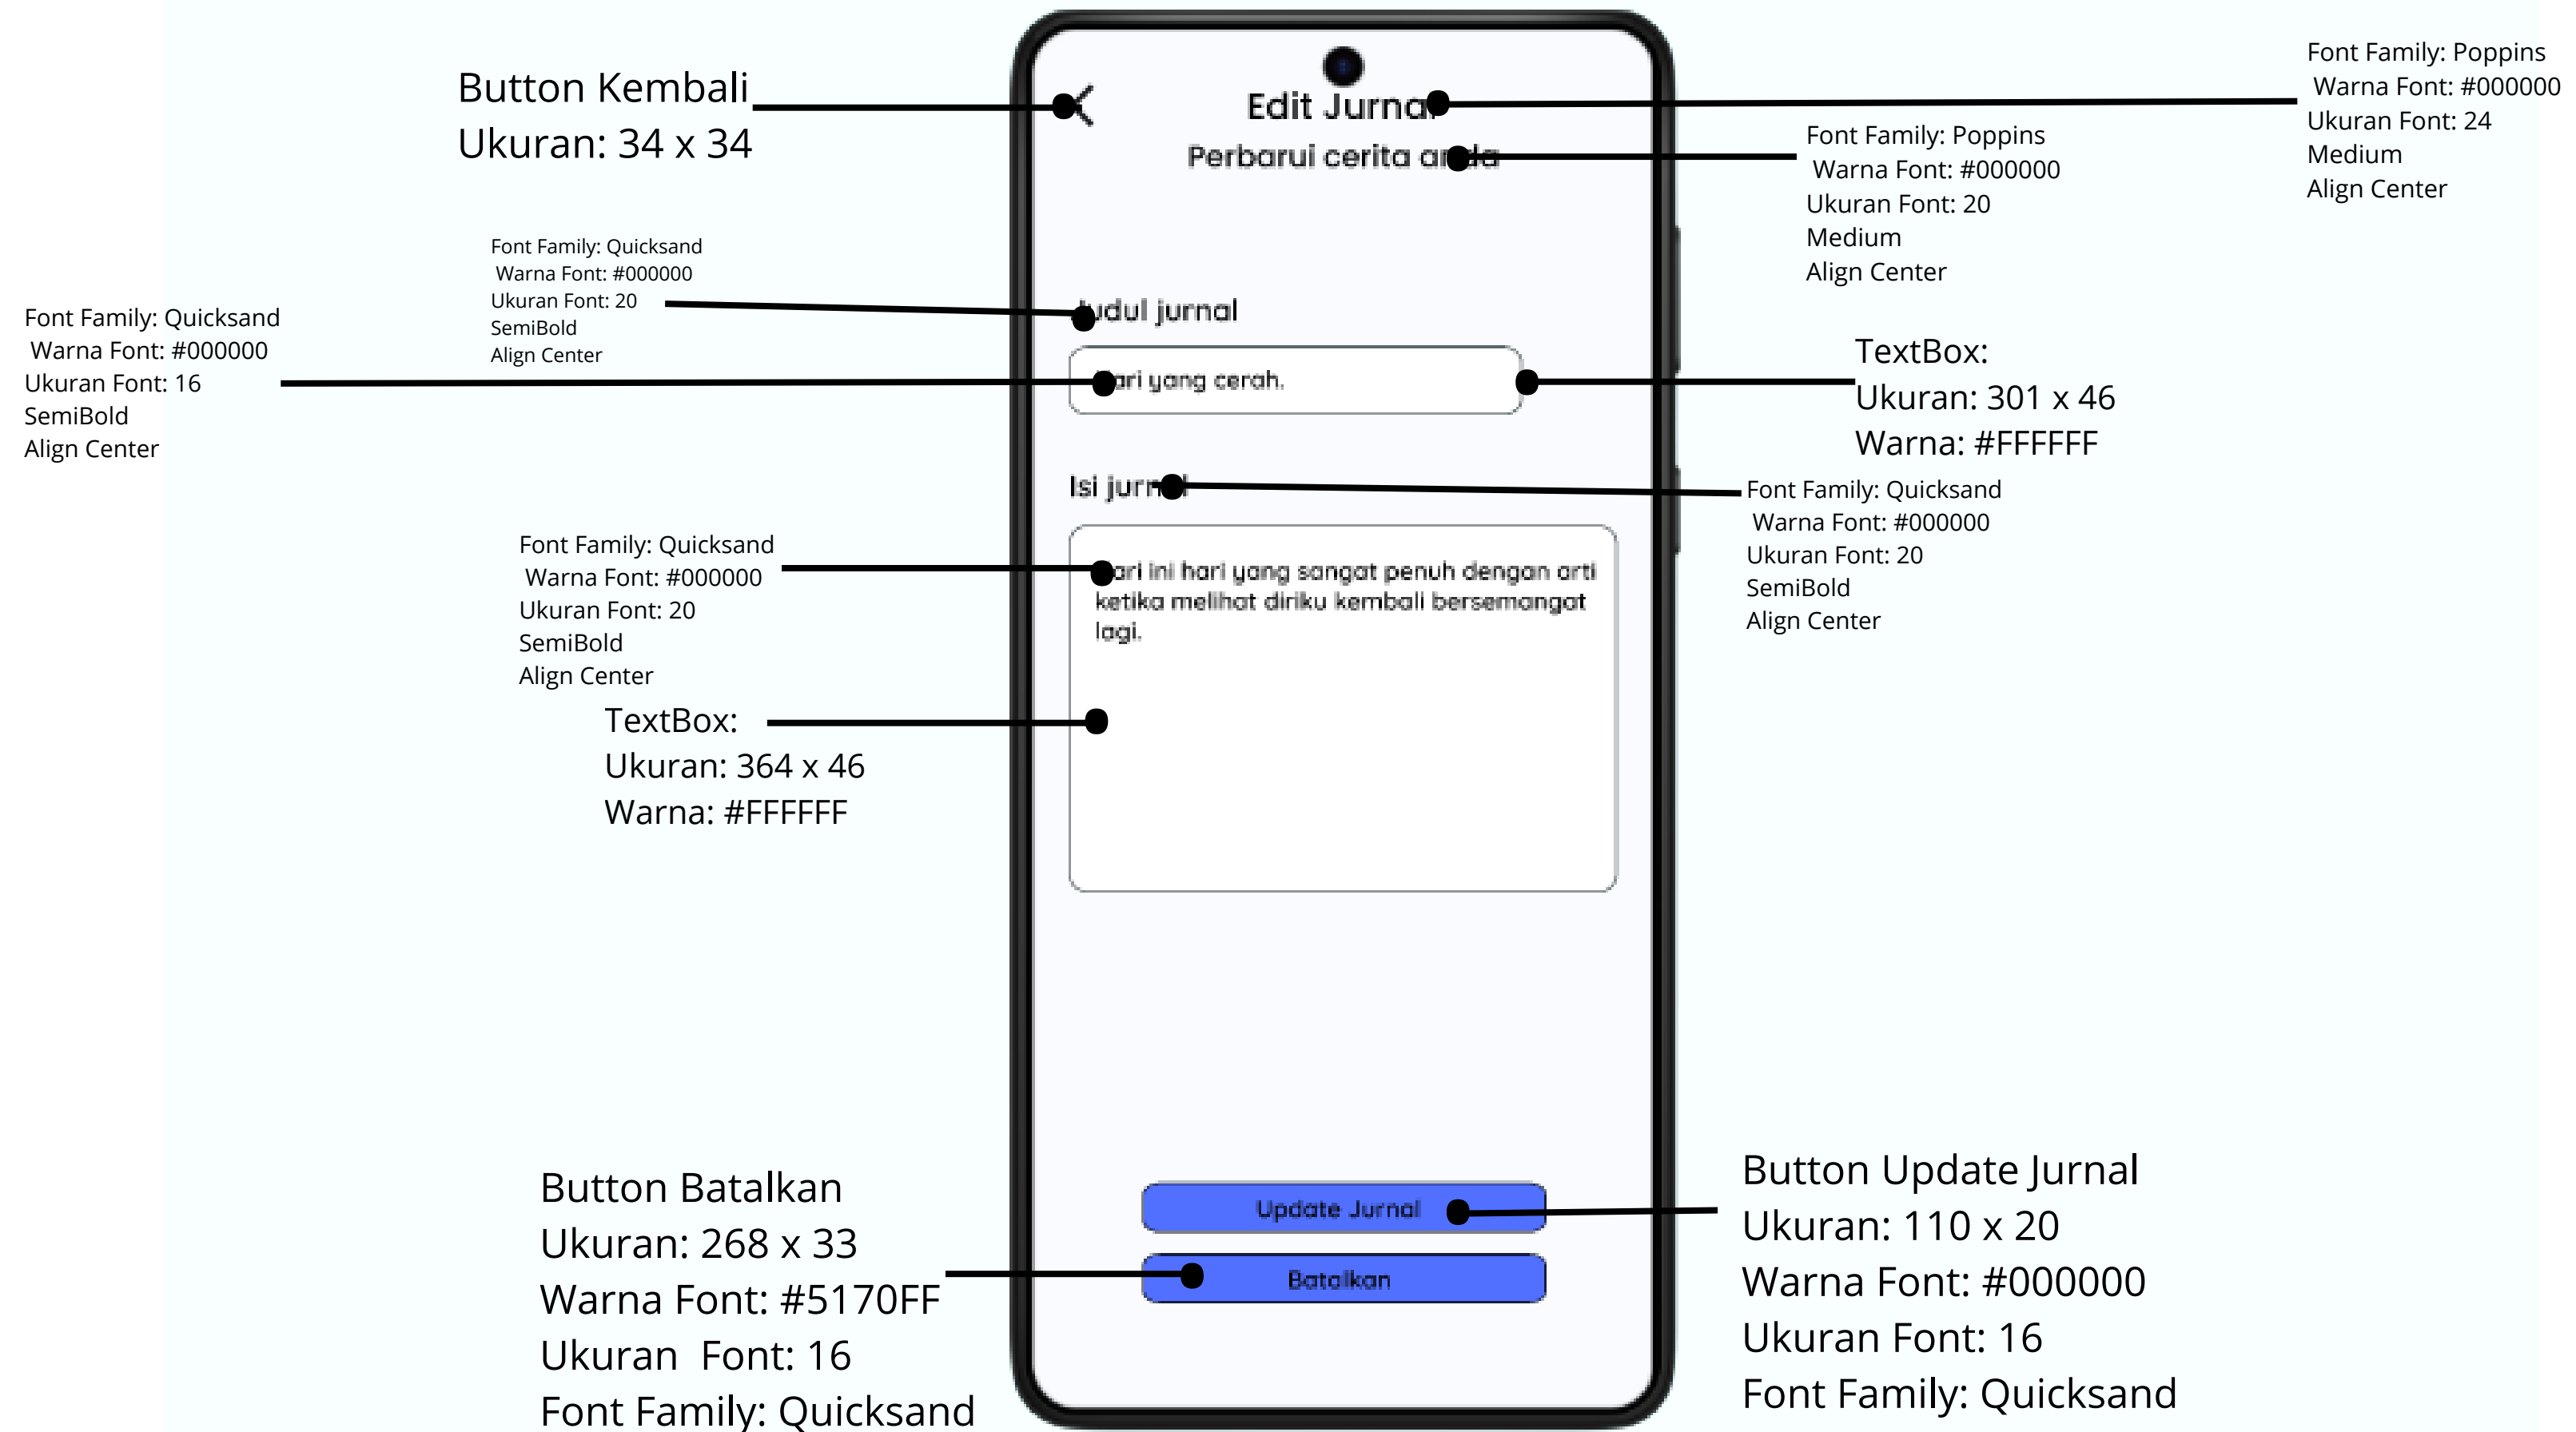 Button Kembali
Ukuran: 34 x 34
Edit Jurnal
Perbarui cerita anda
Font Family: Poppins
Warna Font: #000000
Ukuran Font: 24
Medium
Align Center
Font Family: Poppins
Warna Font: #000000
Ukuran Font: 20
Medium
Align Center
Font Family: Quicksand
Warna Font: #000000
Ukuran Font: 20
SemiBold
Align Center
Judul jurnal
Font Family: Quicksand
Warna Font: #000000
Ukuran Font: 16
SemiBold
Align Center
Hari yang cerah.
TextBox:
Ukuran: 301 x 46
Warna: #FFFFFF
Isi jurnal
Font Family: Quicksand
Warna Font: #000000
Ukuran Font: 20
SemiBold
Align Center
Font Family: Quicksand
Warna Font: #000000
Ukuran Font: 20
SemiBold
Align Center
Hari ini hari yang sangat penuh dengan arti
ketika melihat diriku kembali bersemangat
lagi.
TextBox:
Ukuran: 364 x 46
Warna: #FFFFFF
Update Jurnal
Batalkan
Button Batalkan
Ukuran: 268 x 33
Warna Font: #5170FF
Ukuran  Font: 16
Font Family: Quicksand
Button Update Jurnal
Ukuran: 110 x 20
Warna Font: #000000
Ukuran Font: 16
Font Family: Quicksand